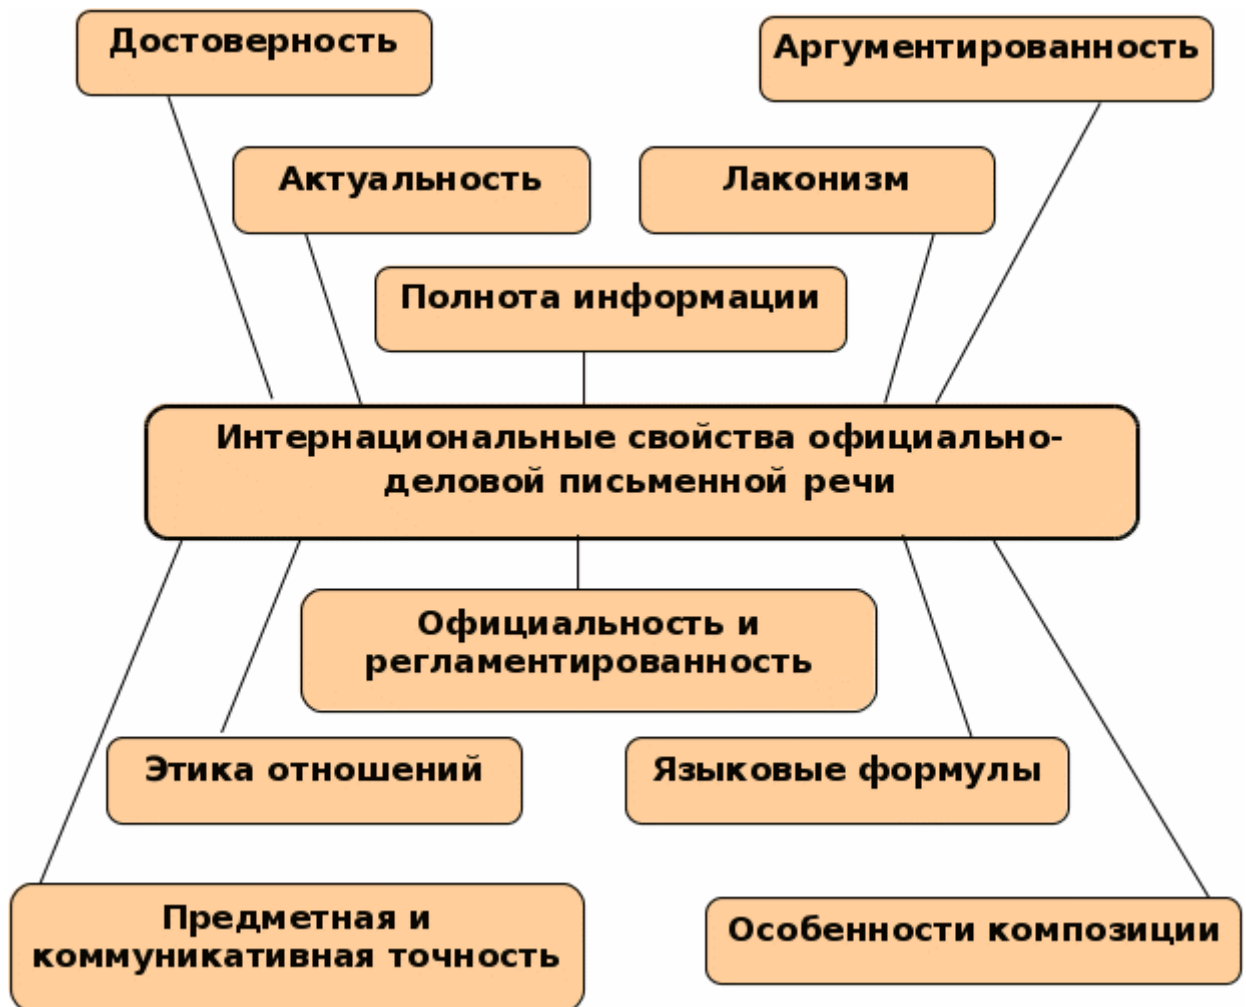 Достоверность
Аргументированность
Актуальность
Лаконизм
Полнота информации
Интернациональные свойства официально-
деловой письменной речи
Официальность и
регламентированность
Этика отношений
Языковые формулы
Предметная и
коммуникативная точность
Особенности композиции